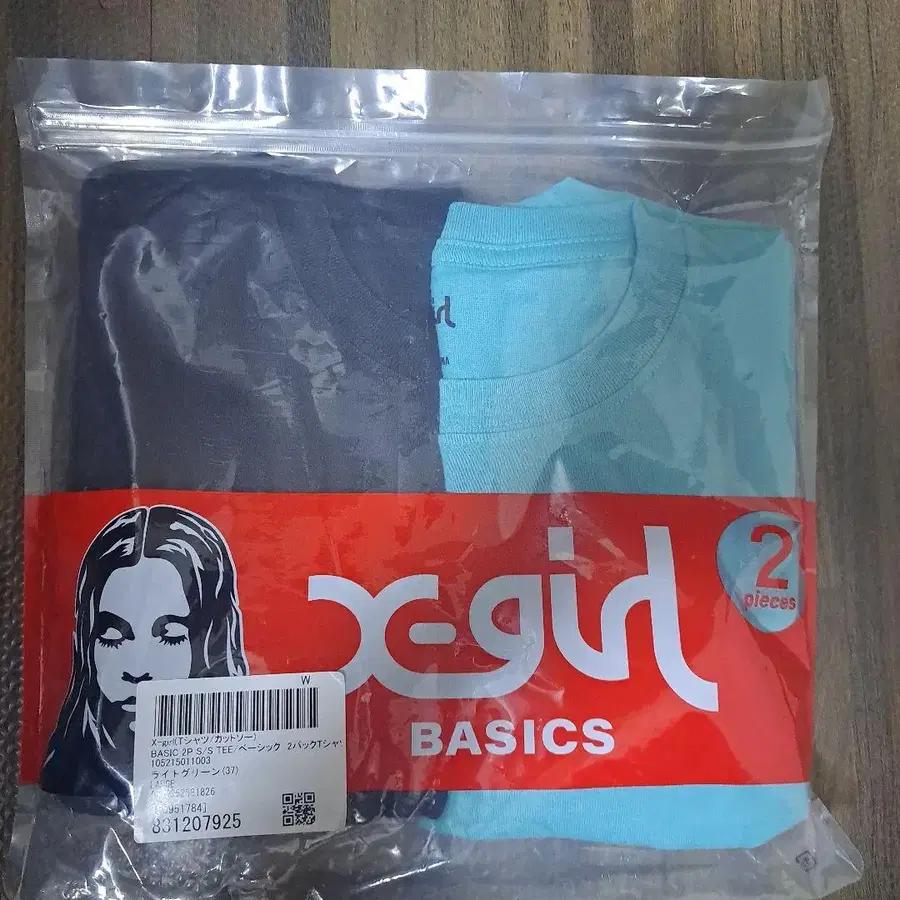 X-girl
2
pieces
BASICS
W
X-girl(Tシャツ/カットソー)
BASIC 2P S/S TEE/ベーシック 2パックTシャ
105215011003
ライトグリーン(37)
LARGE
831207925